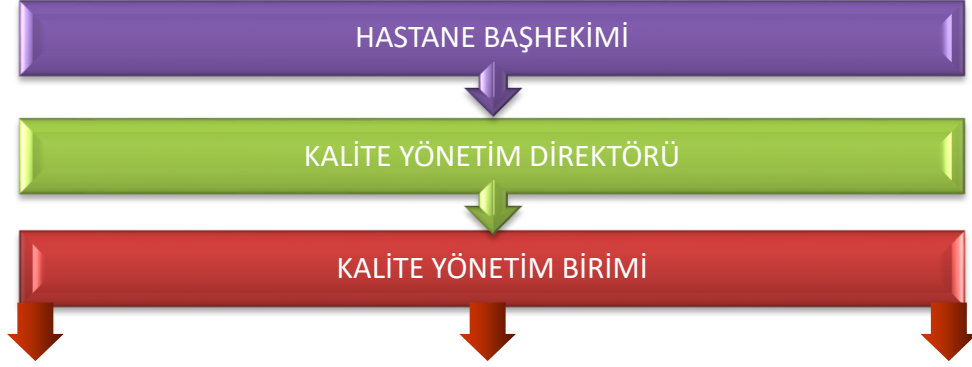 HASTANE BAŞHEKİMİ
KALİTE YÖNETİM DİREKTÖRÜ
KALİTE YÖNETİM BİRİMİ